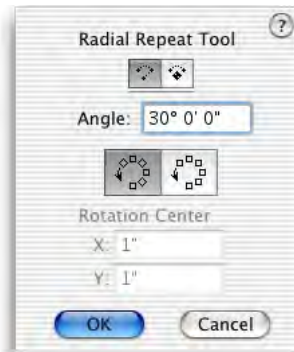 ?
Radial Repeat Tool
Angle: 30° 0' 0"
Rotation Center
X: 1"
Y: 1"
OK Cancel